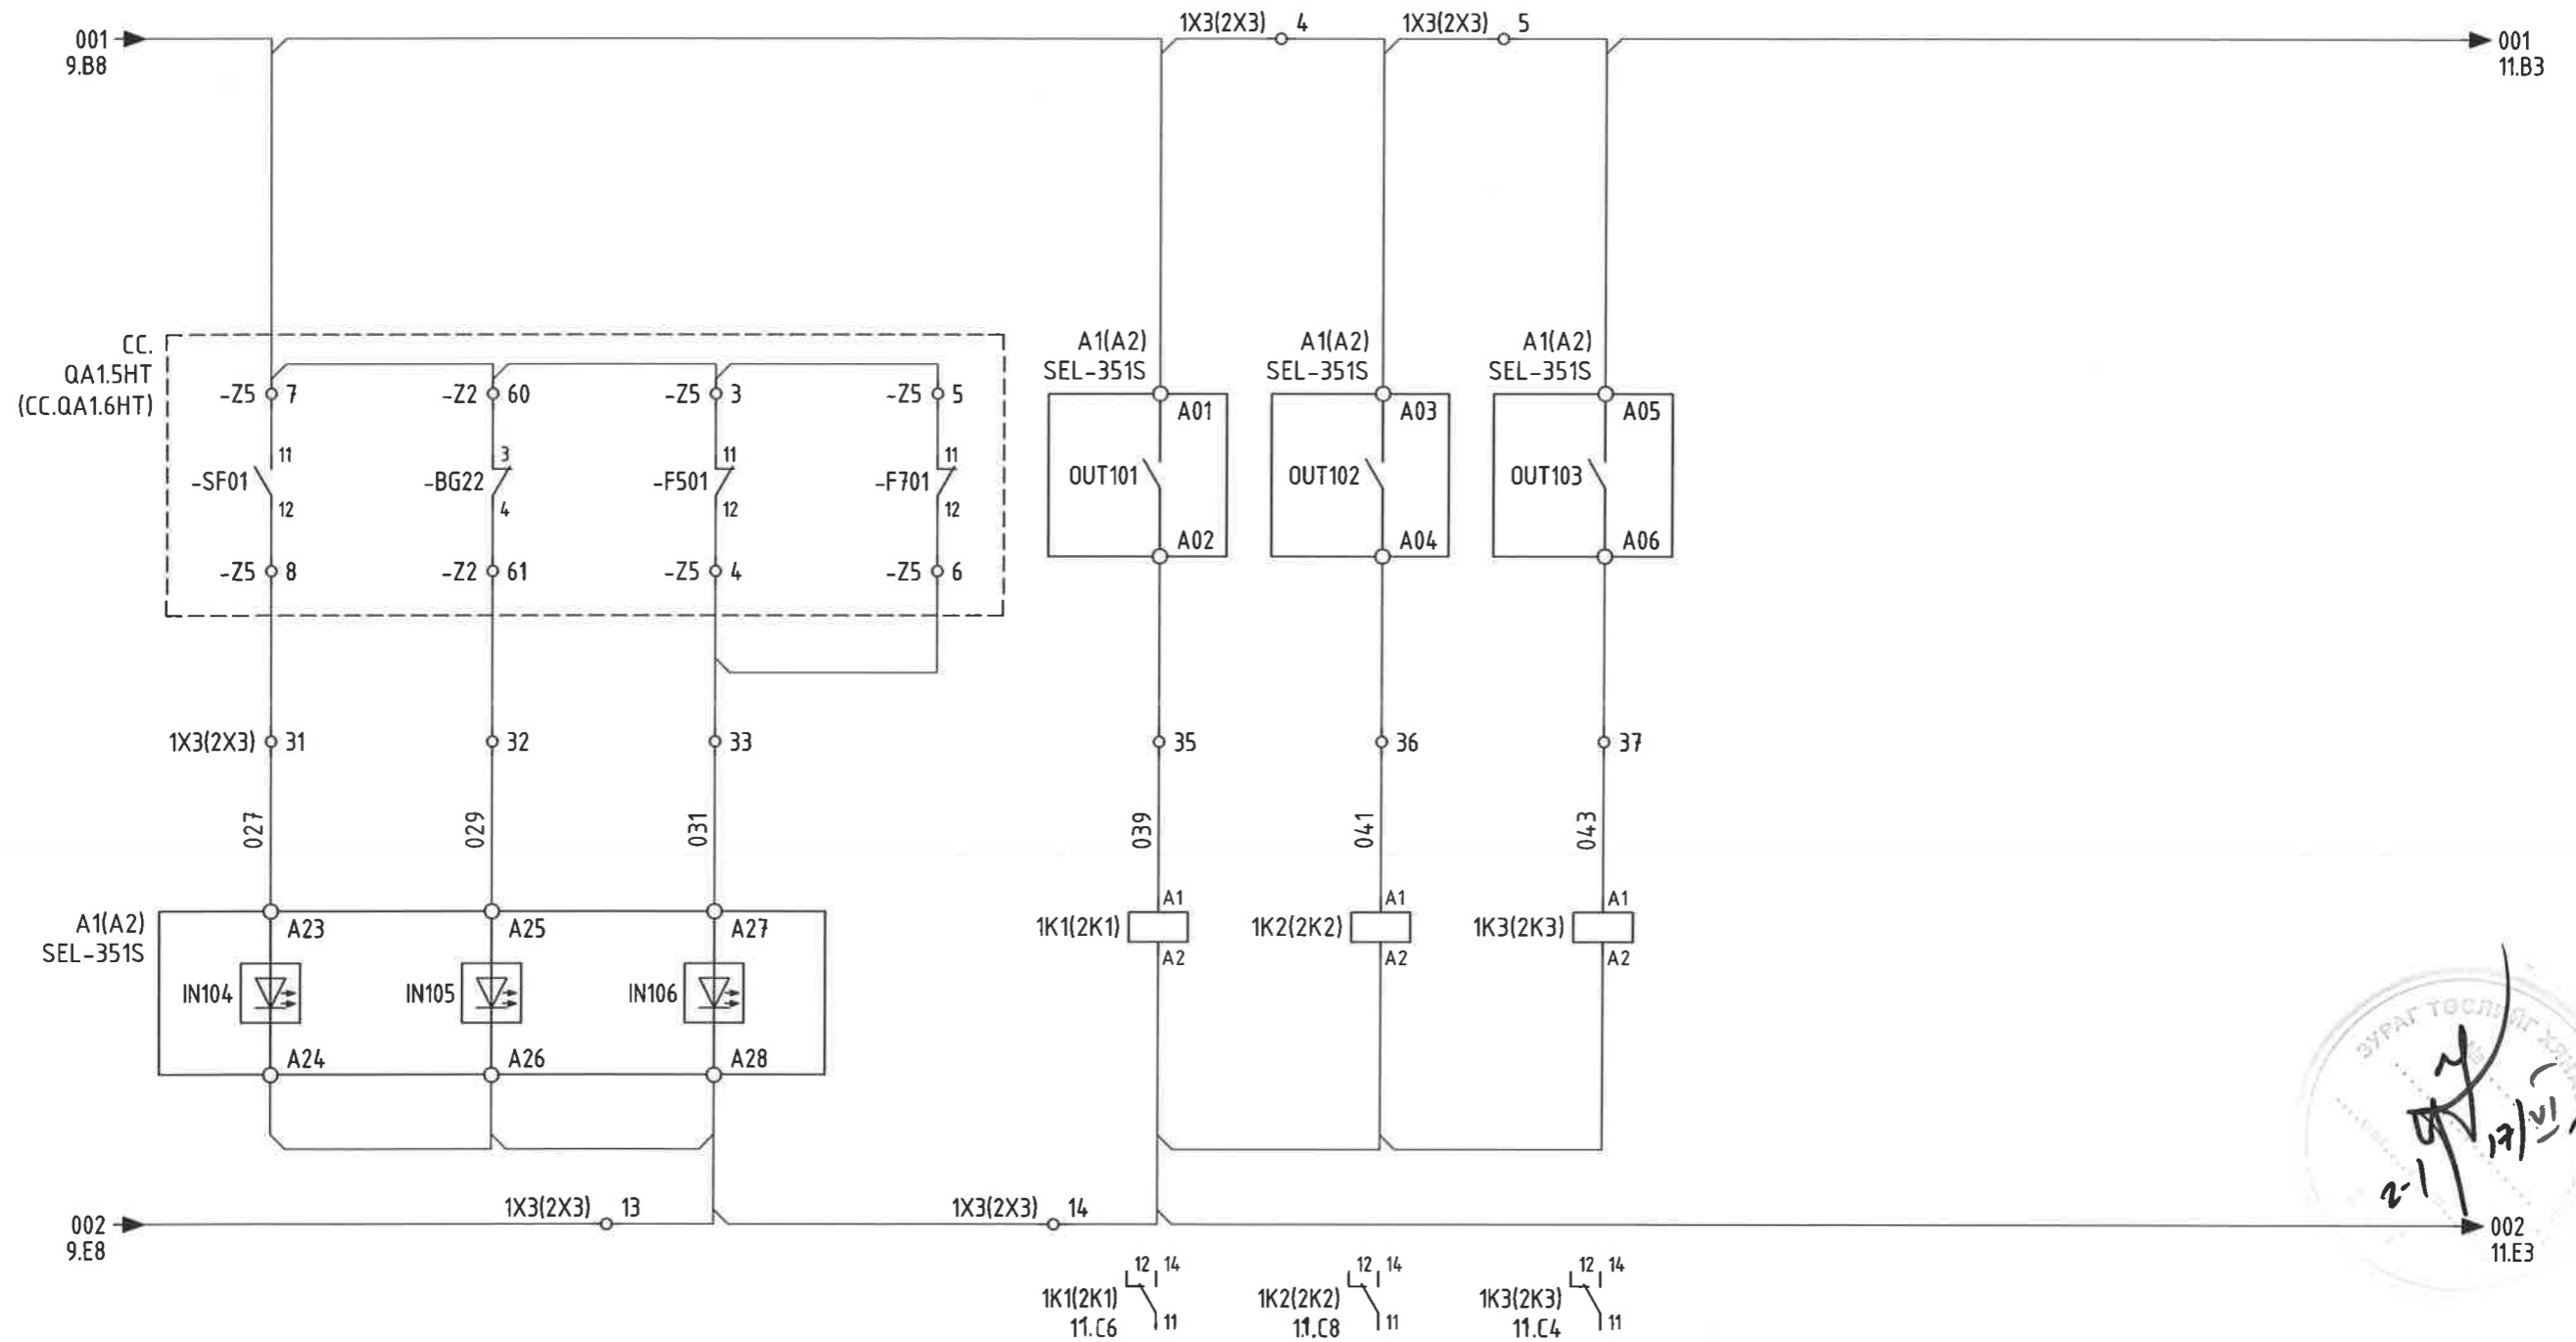 1X3(2X3) 4
1X3(2X3) 5
001
9.B8
001
11.B3
CC.
QA1.5HT
(CC.QA1.6HT)
A1(A2)
SEL-351S
A1(A2)
SEL-351S
A1(A2)
SEL-351S
-Z5 7
-Z2 60
-Z5 3
-Z5 5
A01
A03
A05
11
-SF01
12
3
-BG22
4
11
-F501
12
11
-F701
12
OUT101
OUT102
OUT103
A02
A04
A06
-Z5 8
-Z2 61
-Z5 4
-Z5 6
1X3(2X3) 31
32
33
35
36
37
027
029
031
039
041
043
A1(A2)
SEL-351S
A23
A25
A27
A1
1K1(2K1)
A2
A1
1K2(2K2)
A2
A1
1K3(2K3)
A2
IN104
IN105
IN106
A24
A26
A28
1X3(2X3) 13
1X3(2X3) 14
002
9.E8
002
11.E3
12 14
1K1(2K1)
11.C6
11
12 14
1K2(2K2)
11.C8
11
12 14
1K3(2K3)
11.C4
11
ЗУРАГ ТӨСЛИЙГ
17/VI
2-1